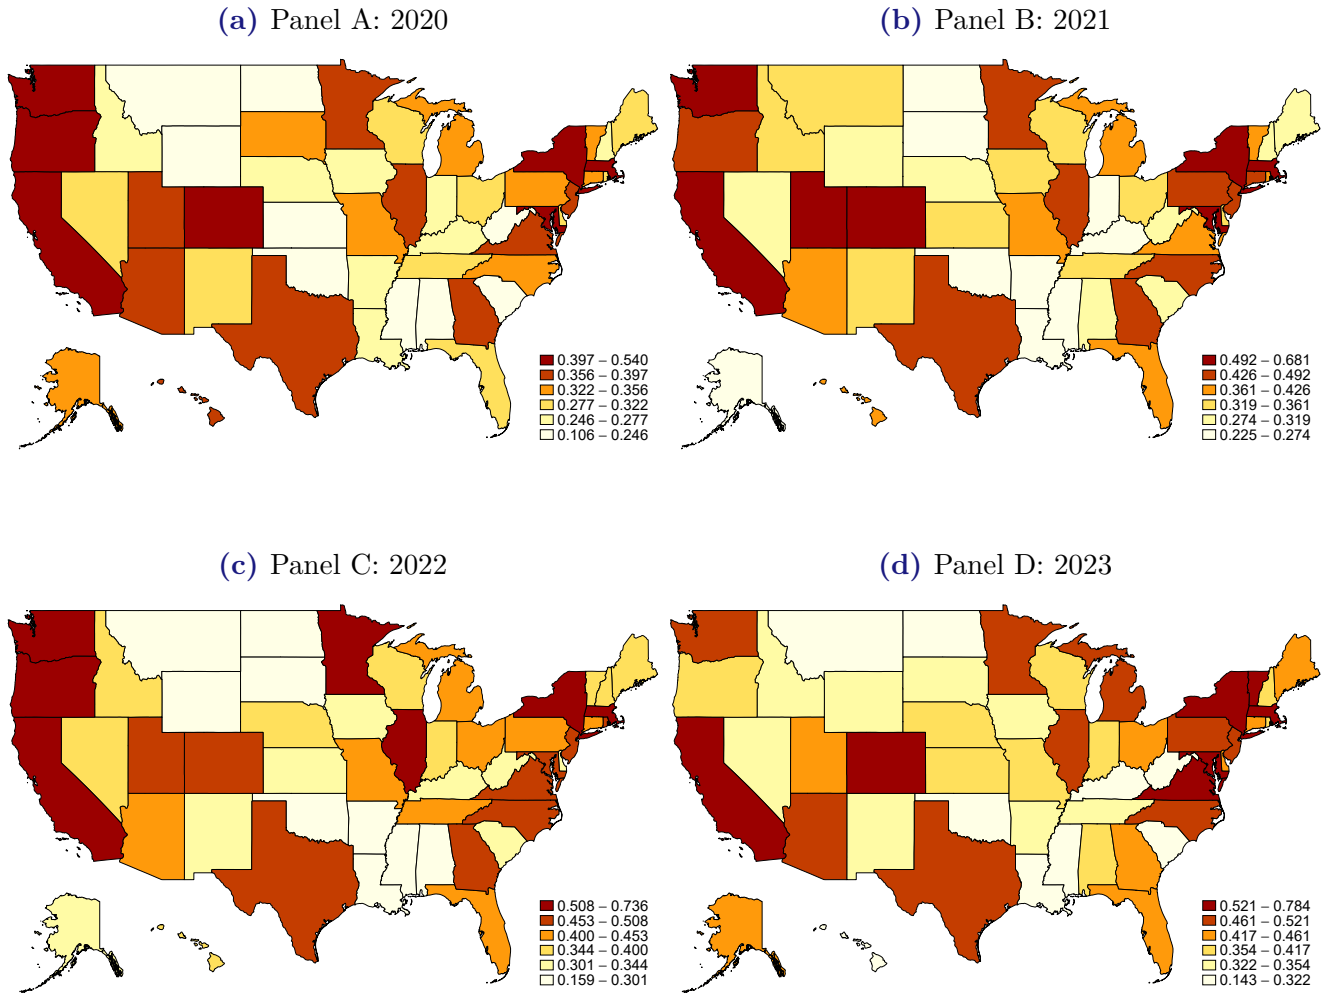 (a) Panel A: 2020
(b) Panel B: 2021
0.397 – 0.540
0.356 – 0.397
0.322 – 0.356
0.277 – 0.322
0.246 – 0.277
0.106 – 0.246
0.492 – 0.681
0.426 – 0.492
0.361 – 0.426
0.319 – 0.361
0.274 – 0.319
0.225 – 0.274
(c) Panel C: 2022
(d) Panel D: 2023
0.508 – 0.736
0.453 – 0.508
0.400 – 0.453
0.344 – 0.400
0.301 – 0.344
0.159 – 0.301
0.521 – 0.784
0.461 – 0.521
0.417 – 0.461
0.354 – 0.417
0.322 – 0.354
0.143 – 0.322